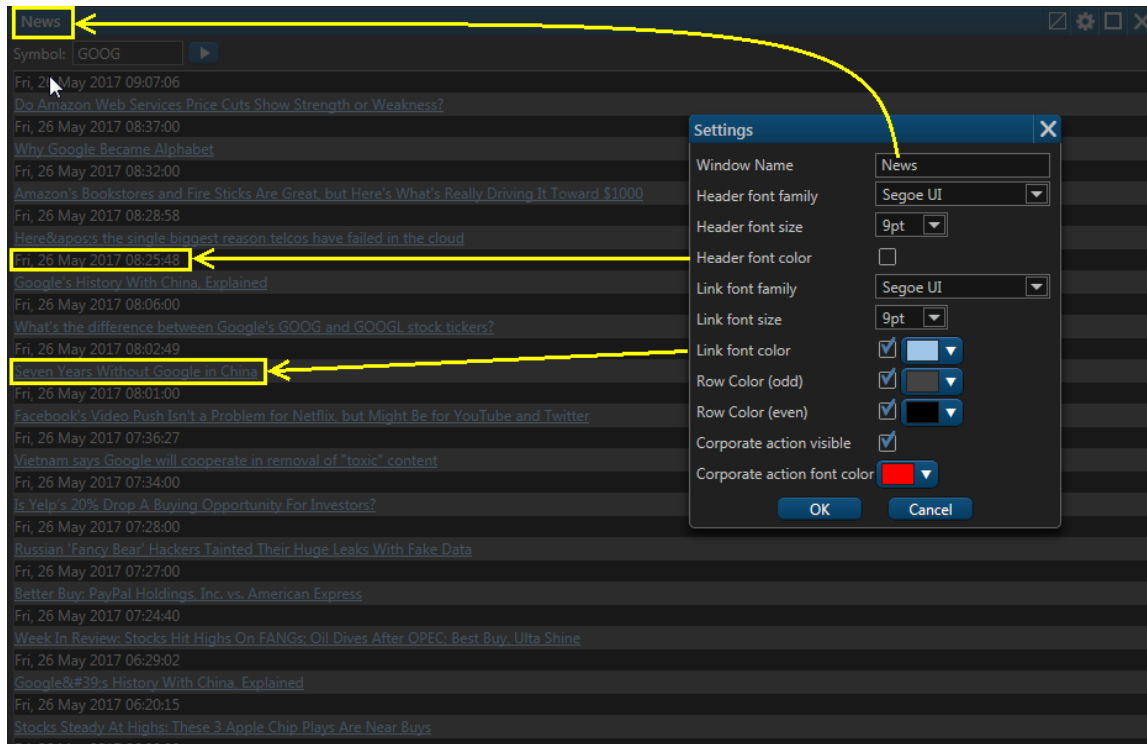 News
Symbol: GOOG
Fri, 26 May 2017 09:07:06
Do Amazon Web Services Price Cuts Show Strength or Weakness?
Fri, 26 May 2017 08:37:00
Why Google Became Alphabet
Fri, 26 May 2017 08:32:00
Amazon's Bookstores and Fire Sticks Are Great, but Here's What's Really Driving It Toward $1000
Fri, 26 May 2017 08:28:58
Here&apos;s the single biggest reason telcos have failed in the cloud
Fri, 26 May 2017 08:25:48
Google's History With China, Explained
Fri, 26 May 2017 08:06:00
What's the difference between Google's GOOG and GOOGL stock tickers?
Fri, 26 May 2017 08:02:49
Seven Years Without Google in China
Fri, 26 May 2017 08:01:00
Facebook's Video Push Isn't a Problem for Netflix, but Might Be for YouTube and Twitter
Fri, 26 May 2017 07:36:27
Vietnam says Google will cooperate in removal of "toxic" content
Fri, 26 May 2017 07:34:00
Is Yelp's 20% Drop A Buying Opportunity For Investors?
Fri, 26 May 2017 07:28:00
Russian 'Fancy Bear' Hackers Tainted Their Huge Leaks With Fake Data
Fri, 26 May 2017 07:27:00
Better Buy: PayPal Holdings, Inc. vs. American Express
Fri, 26 May 2017 07:24:40
Week In Review: Stocks Hit Highs On FANGs; Oil Dives After OPEC; Best Buy, Ulta Shine
Fri, 26 May 2017 06:29:02
Google&#39;s History With China, Explained
Fri, 26 May 2017 06:20:15
Stocks Steady At Highs: These 3 Apple Chip Plays Are Near Buys
Settings
Window Name News
Header font family Segoe UI
Header font size 9pt
Header font color
Link font family Segoe UI
Link font size 9pt
Link font color
Row Color (odd)
Row Color (even)
Corporate action visible
Corporate action font color
OK Cancel